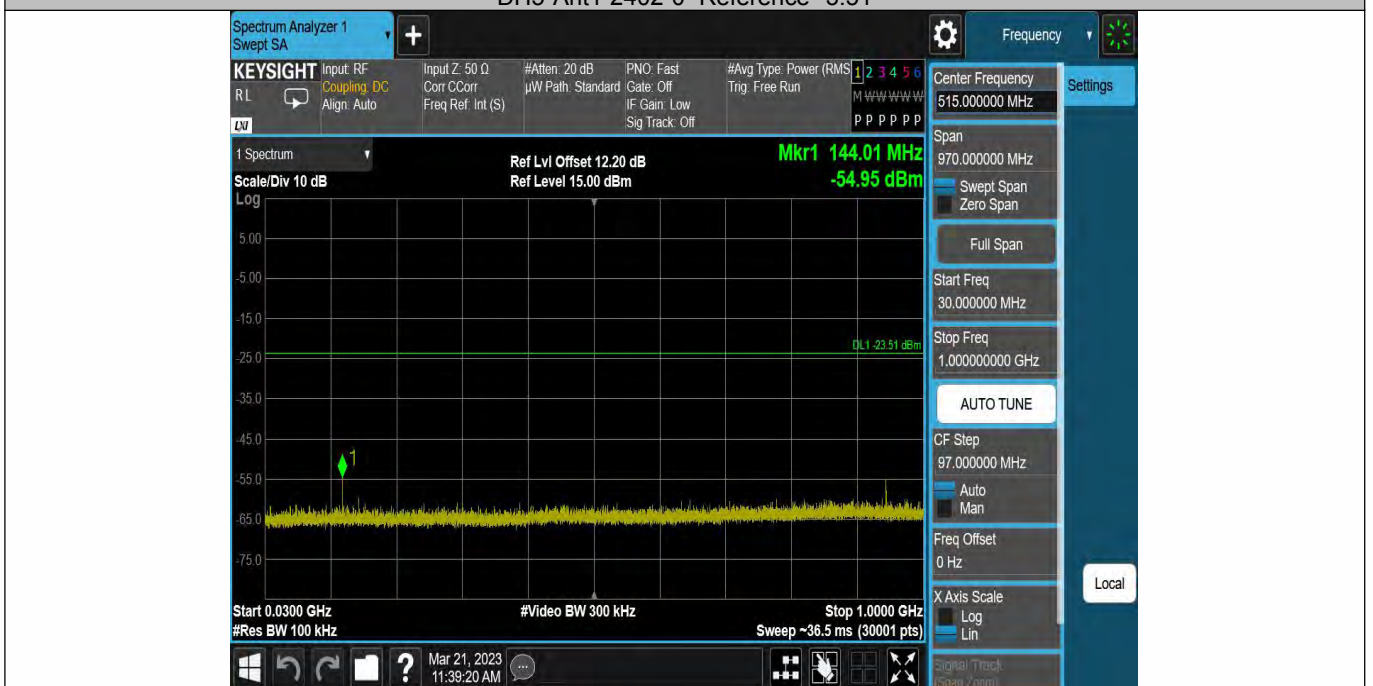 Spectrum Analyzer 1
Swept SA
+
Frequency
KEYSIGHT
RL
LXI
Input: RF
Coupling: DC
Align: Auto
Input Z: 50 Ω
Corr CCorr
Freq Ref: Int (S)
#Atten: 20 dB
µW Path: Standard
PNO: Fast
Gate: Off
IF Gain: Low
Sig Track: Off
#Avg Type: Power (RMS
Trig: Free Run
1 2 3 4 5 6
M W W W W W
P P P P P P
Center Frequency
515.000000 MHz
Settings
1 Spectrum
Scale/Div 10 dB
Log
Ref Lvl Offset 12.20 dB
Ref Level 15.00 dBm
Mkr1 144.01 MHz
-54.95 dBm
Span
970.000000 MHz
Swept Span
Zero Span
Full Span
Start Freq
30.000000 MHz
Stop Freq
1.000000000 GHz
AUTO TUNE
CF Step
97.000000 MHz
Auto
Man
Freq Offset
0 Hz
X Axis Scale
Log
Lin
Signal Track
(Span Zoom)
Local
5.00
-5.00
-15.0
DL1 -23.51 dBm
-25.0
-35.0
-45.0
1
-55.0
-65.0
-75.0
Start 0.0300 GHz
#Res BW 100 kHz
#Video BW 300 kHz
Stop 1.0000 GHz
Sweep ~36.5 ms (30001 pts)
?
Mar 21, 2023
11:39:20 AM